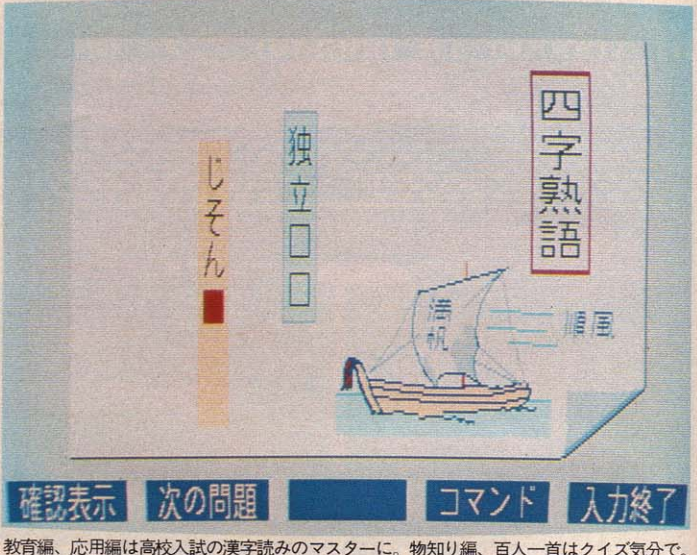 四字熟語
独立□□
じそん
満帆
順風
確認表示 次の問題 コマンド 入力終了
教育編、応用編は高校入試の漢字読みのマスターに。物知り編、百人一首はクイズ気分で